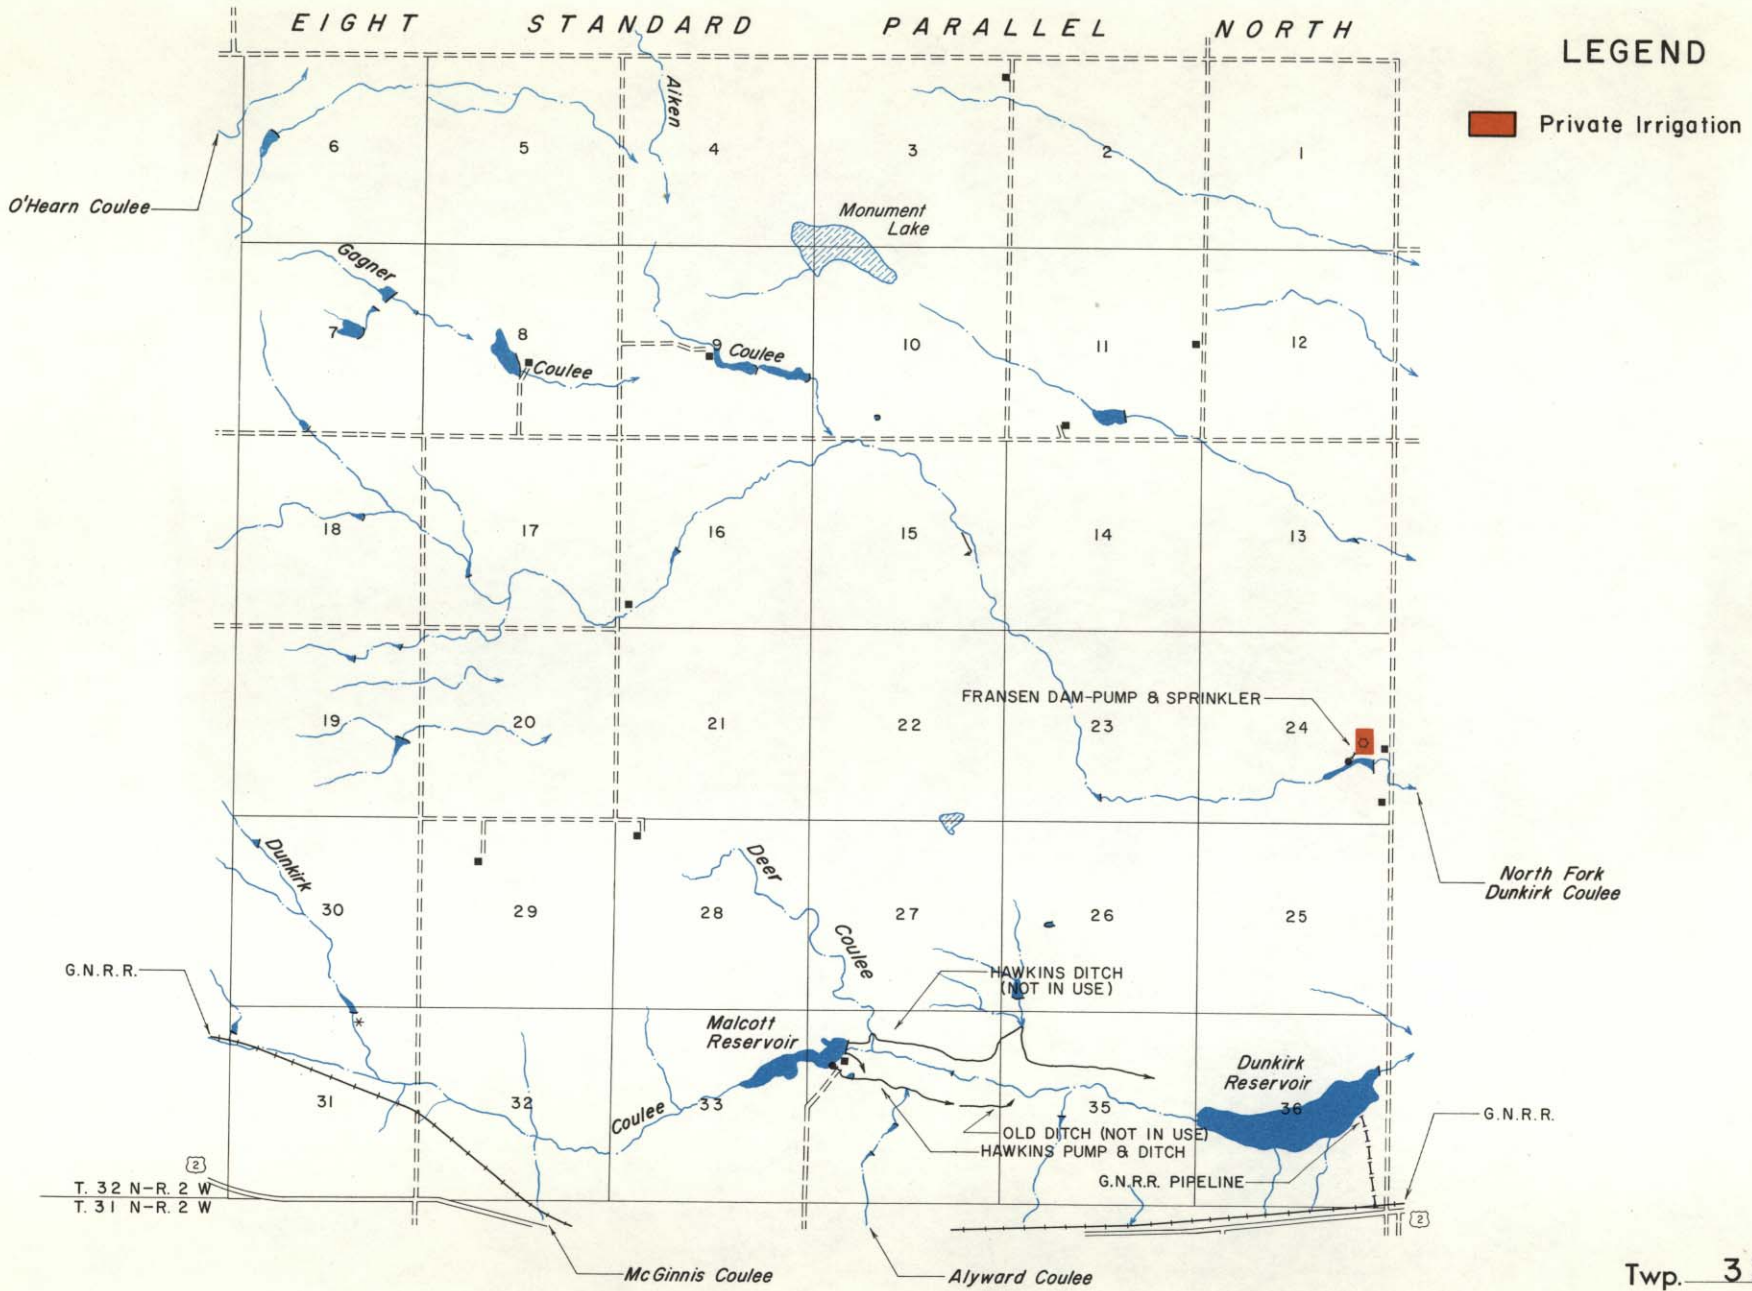 EIGHT STANDARD PARALLEL NORTH
LEGEND
Private Irrigation
Aiken
6 5 4 3 2 1
O'Hearn Coulee
Monument
Lake
Gagner
7 8 9 10 11 12
Coulee
Coulee
18 17 16 15 14 13
FRANSEN DAM-PUMP & SPRINKLER
19 20 21 22 23 24
Dunkirk
Deer
North Fork
Dunkirk Coulee
30 29 28 27 26 25
Coulee
G.N.R.R.
HAWKINS DITCH
(NOT IN USE)
Malcott
Reservoir
Dunkirk
Reservoir
31 32 33 35 36
Coulee
G.N.R.R.
OLD DITCH (NOT IN USE)
HAWKINS PUMP & DITCH
2
G.N.R.R. PIPELINE
T. 32 N-R. 2 W
T. 31 N-R. 2 W
2
McGinnis Coulee
Alyward Coulee
Twp. 3